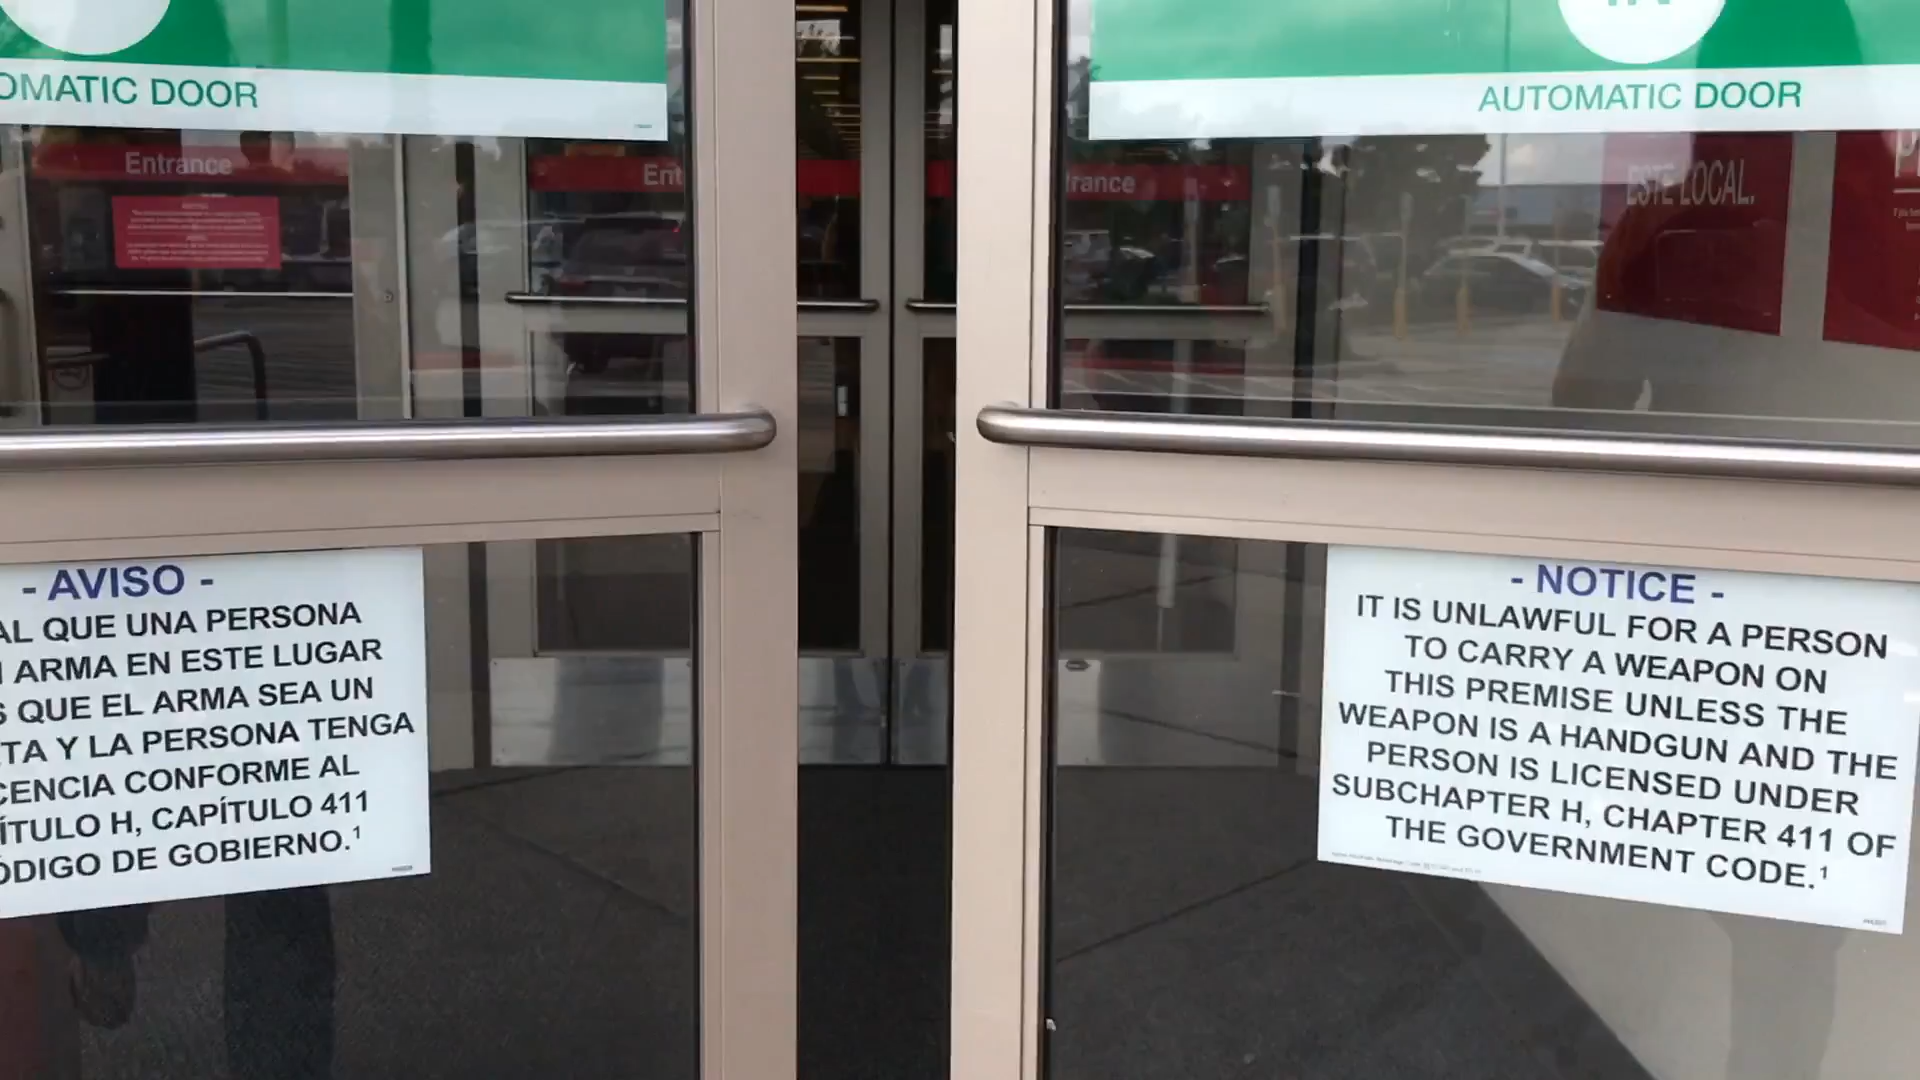 IN
OMATIC DOOR
AUTOMATIC DOOR
Entrance
Ent
rance
ESTE LOCAL.
- AVISO -
AL QUE UNA PERSONA
ARMA EN ESTE LUGAR
S QUE EL ARMA SEA UN
TA Y LA PERSONA TENGA
CENCIA CONFORME AL
ÍTULO H, CAPÍTULO 411
ÓDIGO DE GOBIERNO.¹
- NOTICE -
IT IS UNLAWFUL FOR A PERSON
TO CARRY A WEAPON ON
THIS PREMISE UNLESS THE
WEAPON IS A HANDGUN AND THE
PERSON IS LICENSED UNDER
SUBCHAPTER H, CHAPTER 411 OF
THE GOVERNMENT CODE.¹